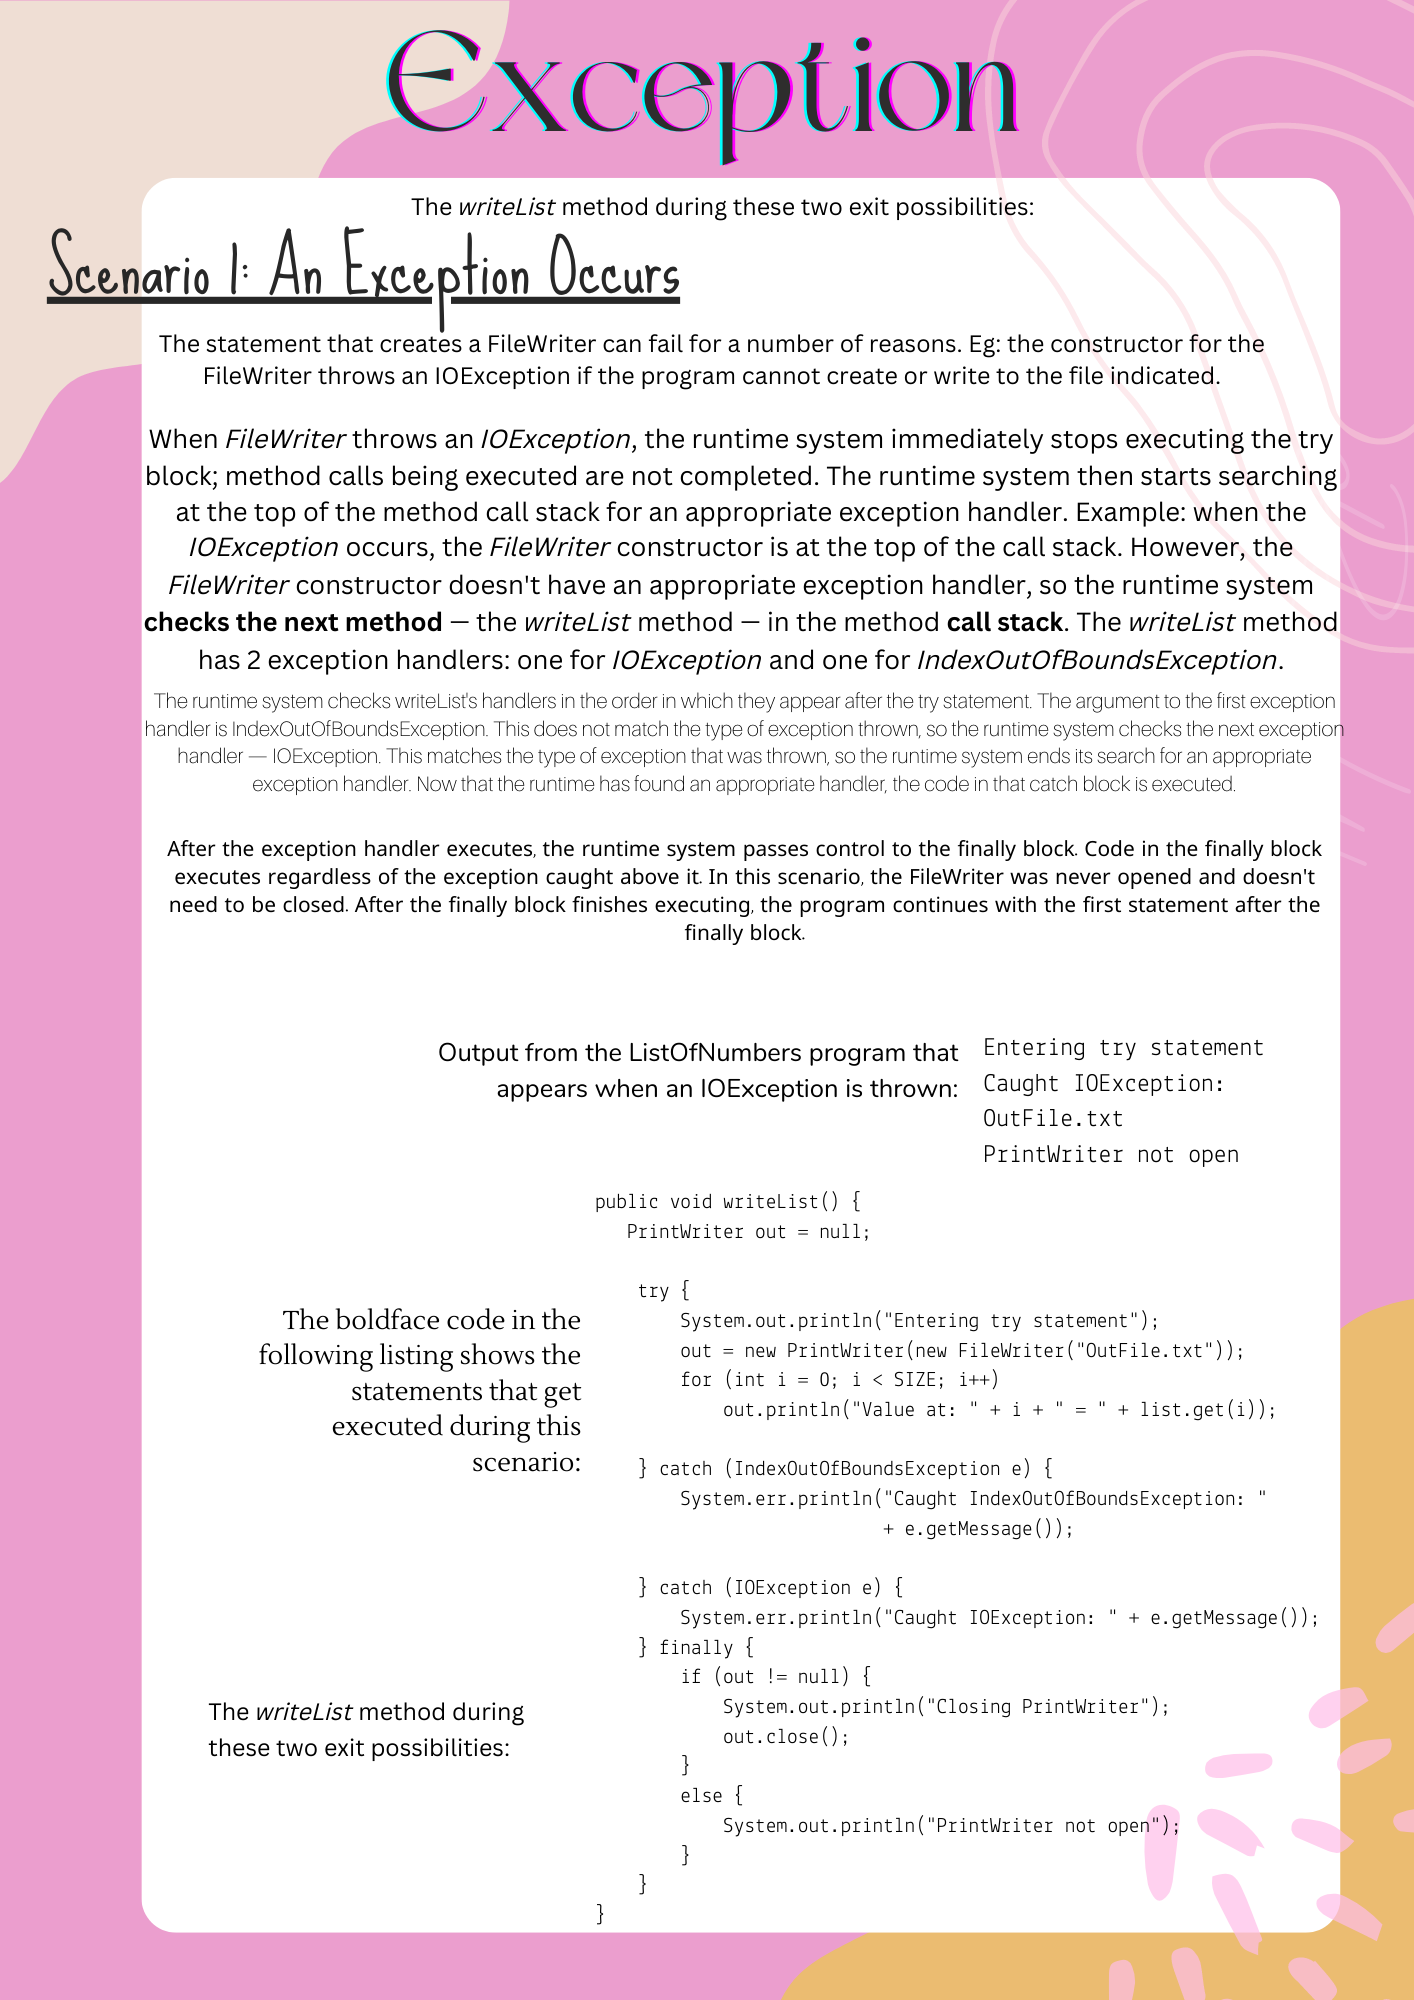 Exception
The writeList method during these two exit possibilities:
Scenario 1: An Exception Occurs
The statement that creates a FileWriter can fail for a number of reasons. Eg: the constructor for the
FileWriter throws an IOException if the program cannot create or write to the file indicated.
When FileWriter throws an IOException, the runtime system immediately stops executing the try
block; method calls being executed are not completed. The runtime system then starts searching
at the top of the method call stack for an appropriate exception handler. Example: when the
IOException occurs, the FileWriter constructor is at the top of the call stack. However, the
FileWriter constructor doesn't have an appropriate exception handler, so the runtime system
checks the next method — the writeList method — in the method call stack. The writeList method
has 2 exception handlers: one for IOException and one for IndexOutOfBoundsException.
The runtime system checks writeList's handlers in the order in which they appear after the try statement. The argument to the first exception
handler is IndexOutOfBoundsException. This does not match the type of exception thrown, so the runtime system checks the next exception
handler — IOException. This matches the type of exception that was thrown, so the runtime system ends its search for an appropriate
exception handler. Now that the runtime has found an appropriate handler, the code in that catch block is executed.
After the exception handler executes, the runtime system passes control to the finally block. Code in the finally block
executes regardless of the exception caught above it. In this scenario, the FileWriter was never opened and doesn't
need to be closed. After the finally block finishes executing, the program continues with the first statement after the
finally block.
Output from the ListOfNumbers program that
appears when an IOException is thrown:
Entering try statement
Caught IOException:
OutFile.txt
PrintWriter not open
The boldface code in the
following listing shows the
statements that get
executed during this
scenario:
public void writeList() {
PrintWriter out = null;
try {
System.out.println("Entering try statement");
out = new PrintWriter(new FileWriter("OutFile.txt"));
for (int i = 0; i < SIZE; i++)
out.println("Value at: " + i + " = " + list.get(i));
} catch (IndexOutOfBoundsException e) {
System.err.println("Caught IndexOutOfBoundsException: "
+ e.getMessage());
} catch (IOException e) {
System.err.println("Caught IOException: " + e.getMessage());
} finally {
if (out != null) {
System.out.println("Closing PrintWriter");
out.close();
}
else {
System.out.println("PrintWriter not open");
}
}
}
The writeList method during
these two exit possibilities: